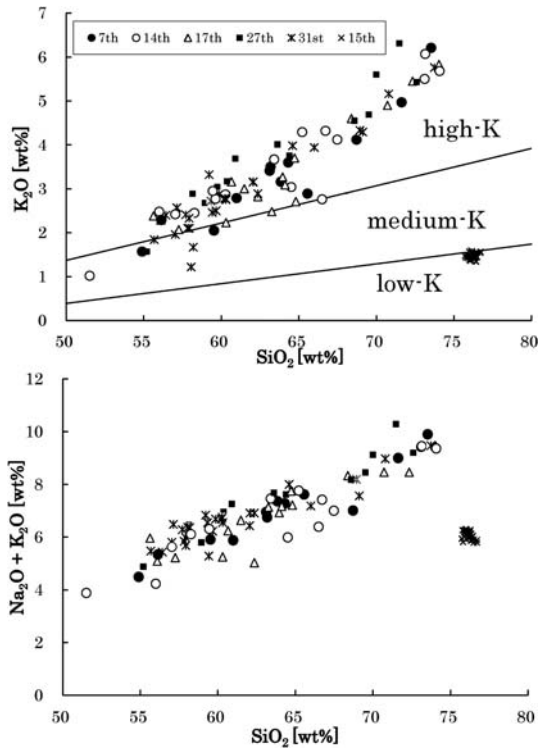 7th 14th 17th 27th 31st 15th
7
6
5
4
3
2
1
0
K₂O [wt%]
high-K
medium-K
low-K
50 55 60 65 70 75 80
SiO₂ [wt%]
12
10
8
6
4
2
0
Na₂O + K₂O [wt%]
50 55 60 65 70 75 80
SiO₂ [wt%]